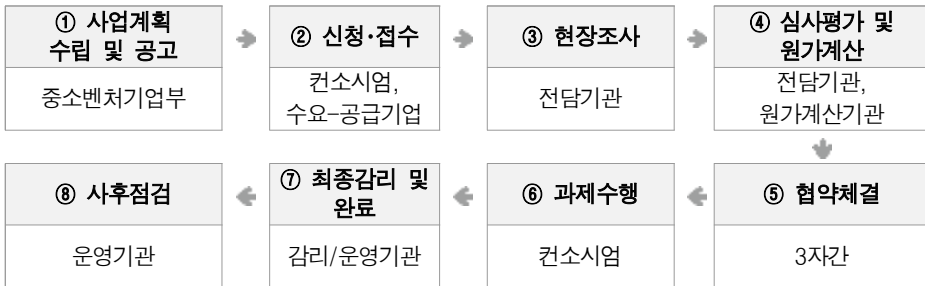 ① 사업계획
수립 및 공고
중소벤처기업부
② 신청·접수
컨소시엄,
수요-공급기업
③ 현장조사
전담기관
④ 심사평가 및
원가계산
전담기관,
원가계산기관
⑤ 협약체결
3자간
⑥ 과제수행
컨소시엄
⑦ 최종감리 및
완료
감리/운영기관
⑧ 사후점검
운영기관